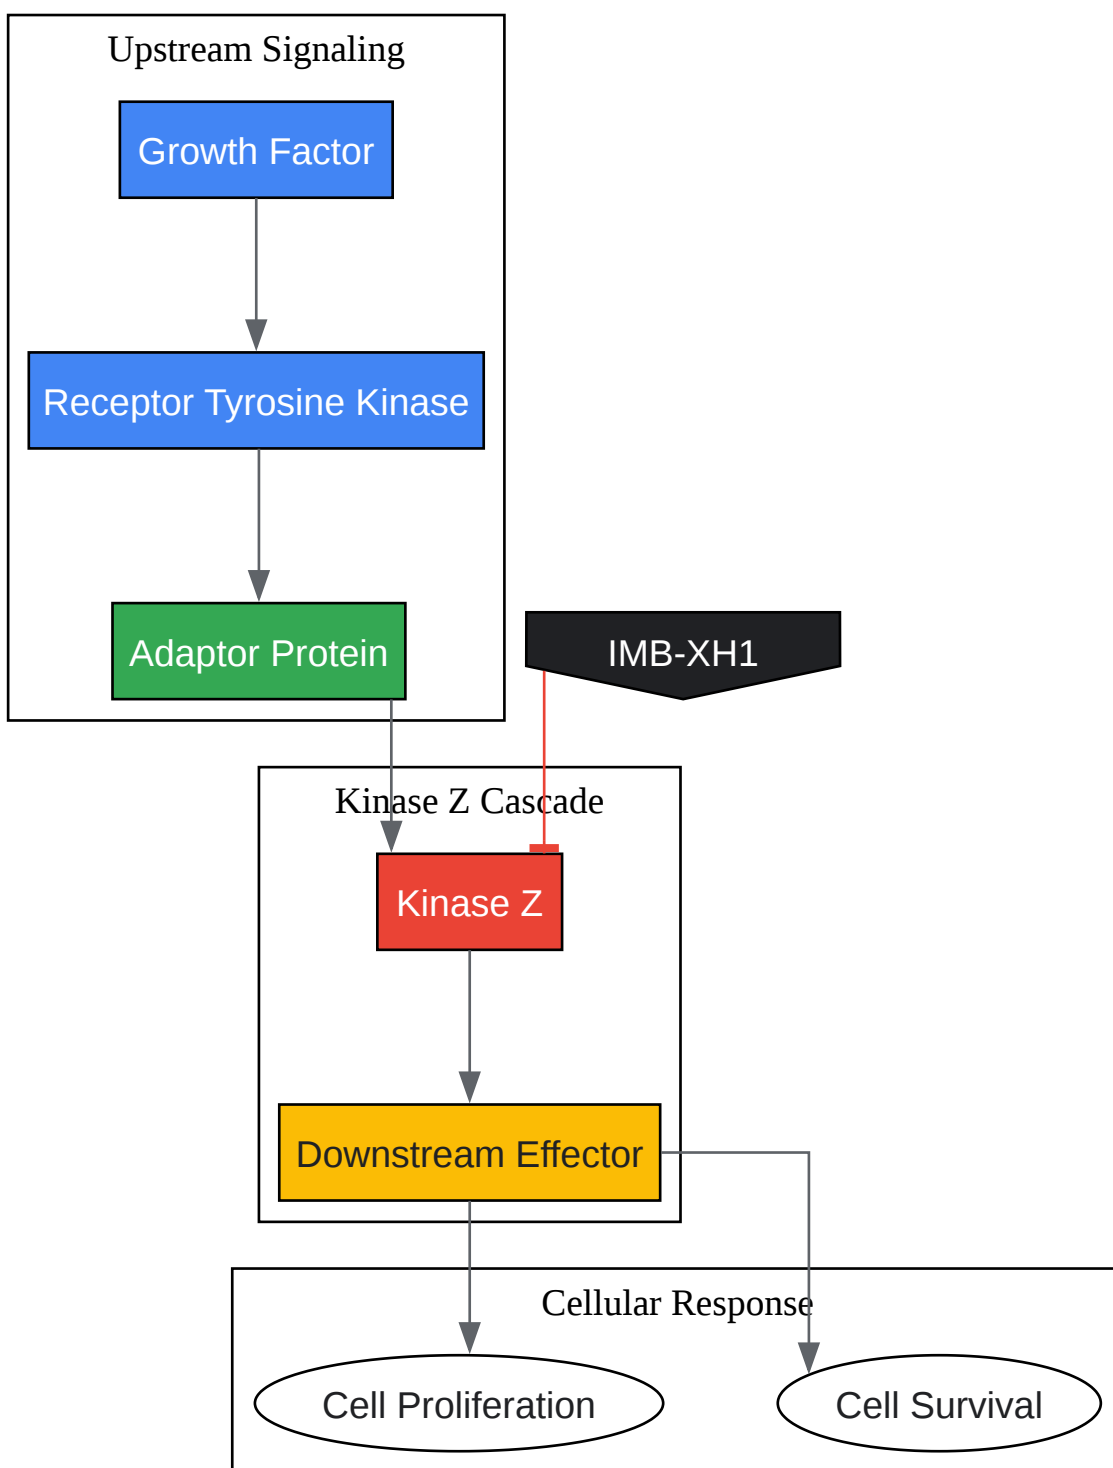 Upstream Signaling
Growth Factor
Receptor Tyrosine Kinase
Adaptor Protein
IMB-XH1
Kinase Z Cascade
Kinase Z
Downstream Effector
Cellular Response
Cell Proliferation
Cell Survival